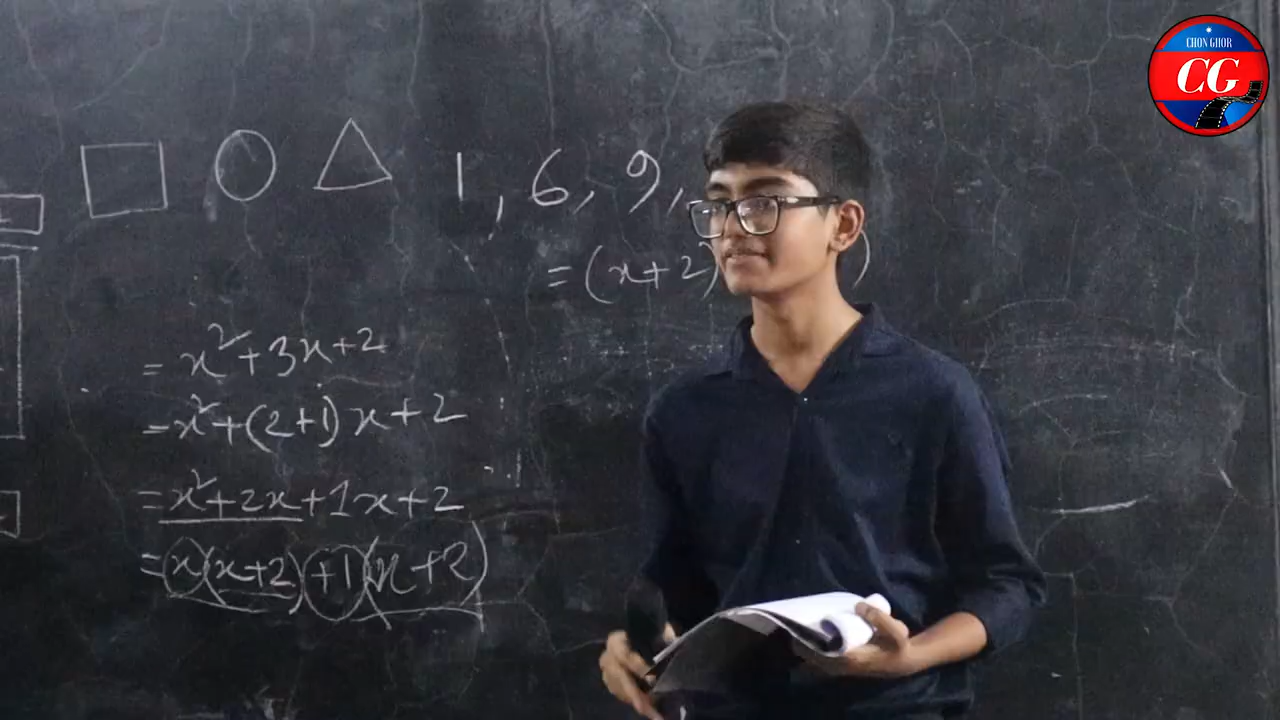 CHON GHOR
CG
1, 6, 9,
= (x+2) )
= x²+3x+2
= x²+(2+1)x+2
= x²+2x+1x+2
= x(x+2)+1(x+2)